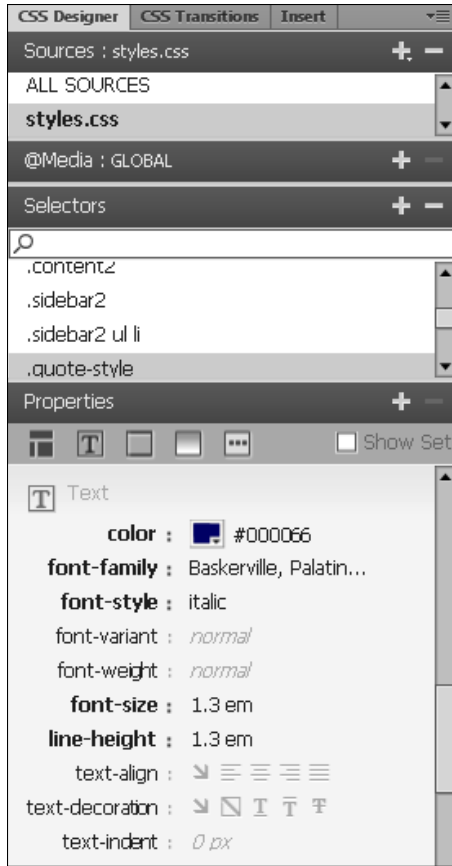 CSS Designer CSS Transitions Insert
Sources : styles.css
ALL SOURCES
styles.css
@Media : GLOBAL
Selectors
.content2
.sidebar2
.sidebar2 ul li
.quote-style
Properties
Show Set
Text
color : #000066
font-family : Baskerville, Palatin...
font-style : italic
font-variant : normal
font-weight : normal
font-size : 1.3 em
line-height : 1.3 em
text-align :
text-decoration :
text-indent : 0 px